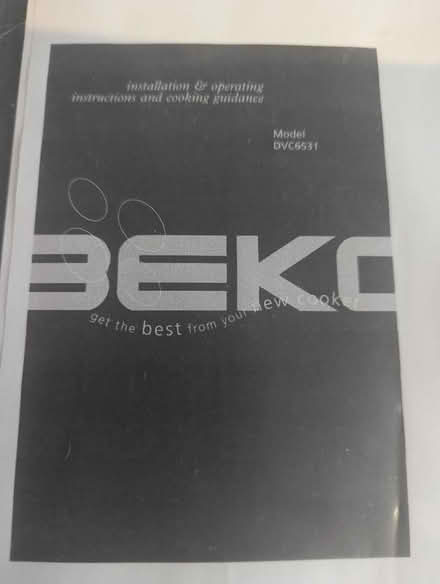 installation & operating
instructions and cooking guidance
Model
DVC6531
BEKO
get the best from your new cooker